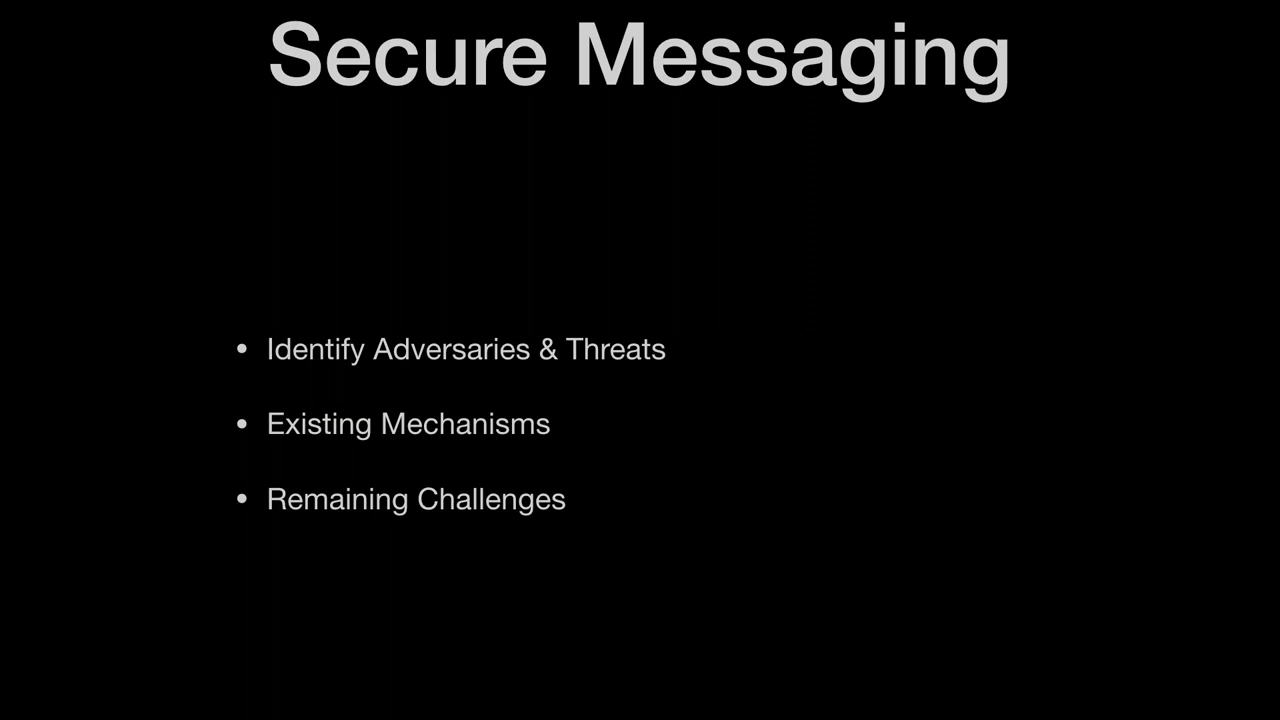 Secure Messaging
• Identify Adversaries & Threats
• Existing Mechanisms
• Remaining Challenges